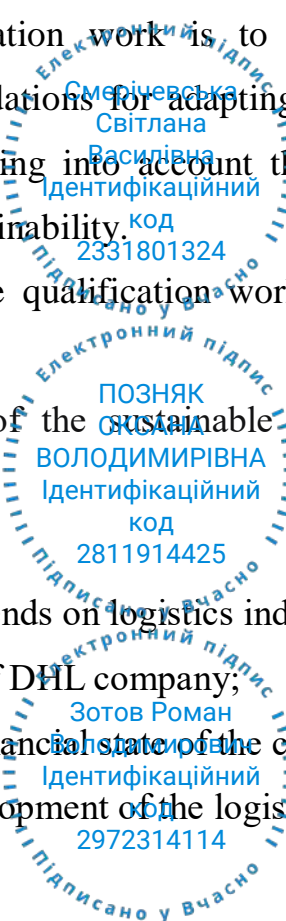 ation work is to
lations for adapting
ing into account th
inability.
e qualification wor
of the sustainable
nds on logistics ind
f DHL company;
ancial state of the c
opment of the logis
Електронний підпис
Смерічевська
Світлана
Василівна
Ідентифікаційний
код
2331801324
Підписано у Вчасно
Електронний підпис
ПОЗНЯК
ОКСАНА
ВОЛОДИМИРІВНА
Ідентифікаційний
код
2811914425
Підписано у Вчасно
Електронний підпис
Зотов Роман
Володимирович
Ідентифікаційний
код
2972314114
Підписано у Вчасно